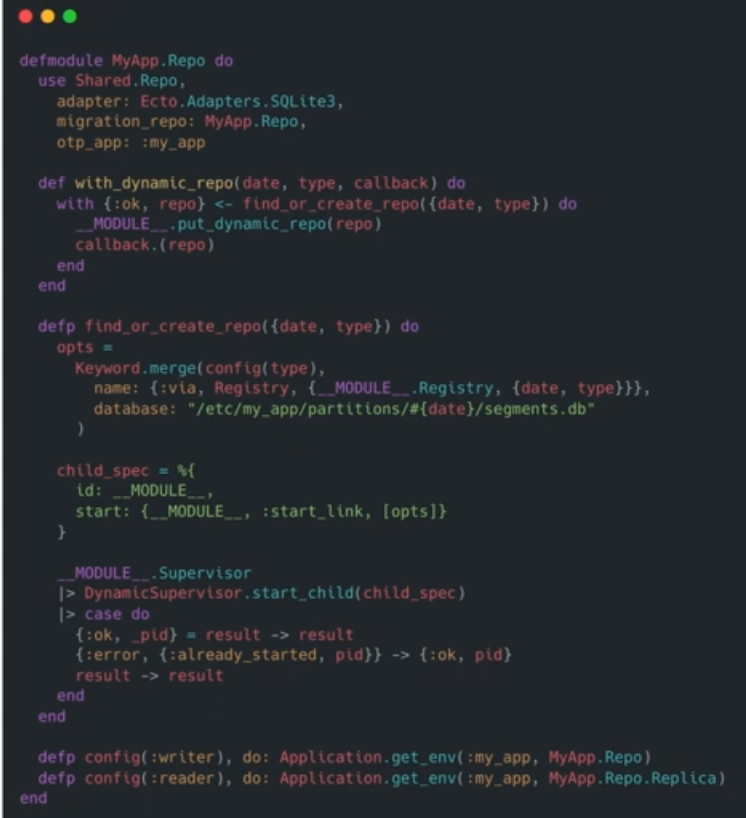 defmodule MyApp.Repo do
  use Shared.Repo,
    adapter: Ecto.Adapters.SQLite3,
    migration_repo: MyApp.Repo,
    otp_app: :my_app

  def with_dynamic_repo(date, type, callback) do
    with {:ok, repo} <- find_or_create_repo({date, type}) do
      __MODULE__.put_dynamic_repo(repo)
      callback.(repo)
    end
  end

  defp find_or_create_repo({date, type}) do
    opts =
      Keyword.merge(config(type),
        name: {:via, Registry, {__MODULE__.Registry, {date, type}}},
        database: "/etc/my_app/partitions/#{date}/segments.db"
      )

    child_spec = %{
      id: __MODULE__,
      start: {__MODULE__, :start_link, [opts]}
    }

    __MODULE__.Supervisor
    |> DynamicSupervisor.start_child(child_spec)
    |> case do
      {:ok, _pid} = result -> result
      {:error, {:already_started, pid}} -> {:ok, pid}
      result -> result
    end
  end

  defp config(:writer), do: Application.get_env(:my_app, MyApp.Repo)
  defp config(:reader), do: Application.get_env(:my_app, MyApp.Repo.Replica)
end